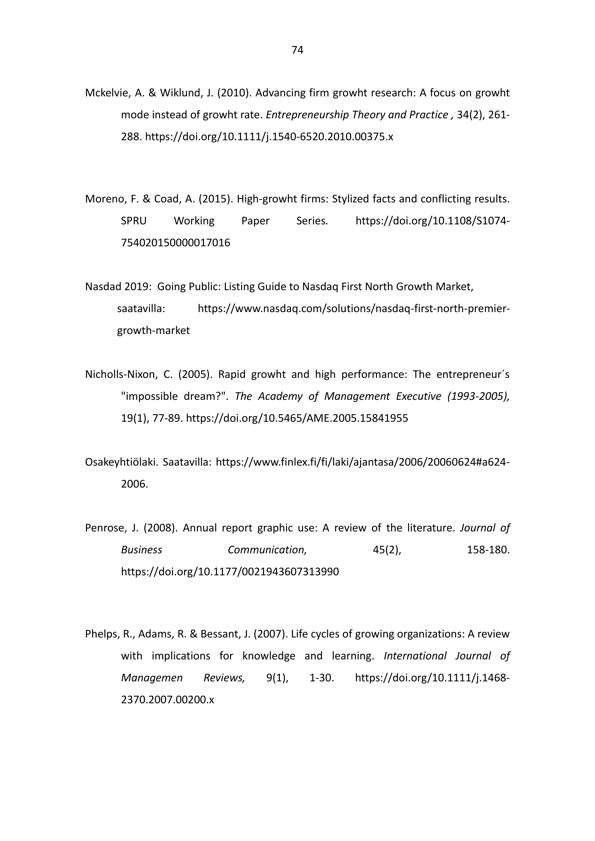 74
Mckelvie, A. & Wiklund, J. (2010). Advancing firm growht research: A focus on growht
mode instead of growht rate. Entrepreneurship Theory and Practice , 34(2), 261-
288. https://doi.org/10.1111/j.1540-6520.2010.00375.x
Moreno, F. & Coad, A. (2015). High-growht firms: Stylized facts and conflicting results.
SPRU Working Paper Series. https://doi.org/10.1108/S1074-
754020150000017016
Nasdad 2019:  Going Public: Listing Guide to Nasdaq First North Growth Market,
saatavilla: https://www.nasdaq.com/solutions/nasdaq-first-north-premier-
growth-market
Nicholls-Nixon, C. (2005). Rapid growht and high performance: The entrepreneur´s
"impossible dream?". The Academy of Management Executive (1993-2005),
19(1), 77-89. https://doi.org/10.5465/AME.2005.15841955
Osakeyhtiölaki. Saatavilla: https://www.finlex.fi/fi/laki/ajantasa/2006/20060624#a624-
2006.
Penrose, J. (2008). Annual report graphic use: A review of the literature. Journal of
Business Communication, 45(2), 158-180.
https://doi.org/10.1177/0021943607313990
Phelps, R., Adams, R. & Bessant, J. (2007). Life cycles of growing organizations: A review
with implications for knowledge and learning. International Journal of
Managemen Reviews, 9(1), 1-30. https://doi.org/10.1111/j.1468-
2370.2007.00200.x